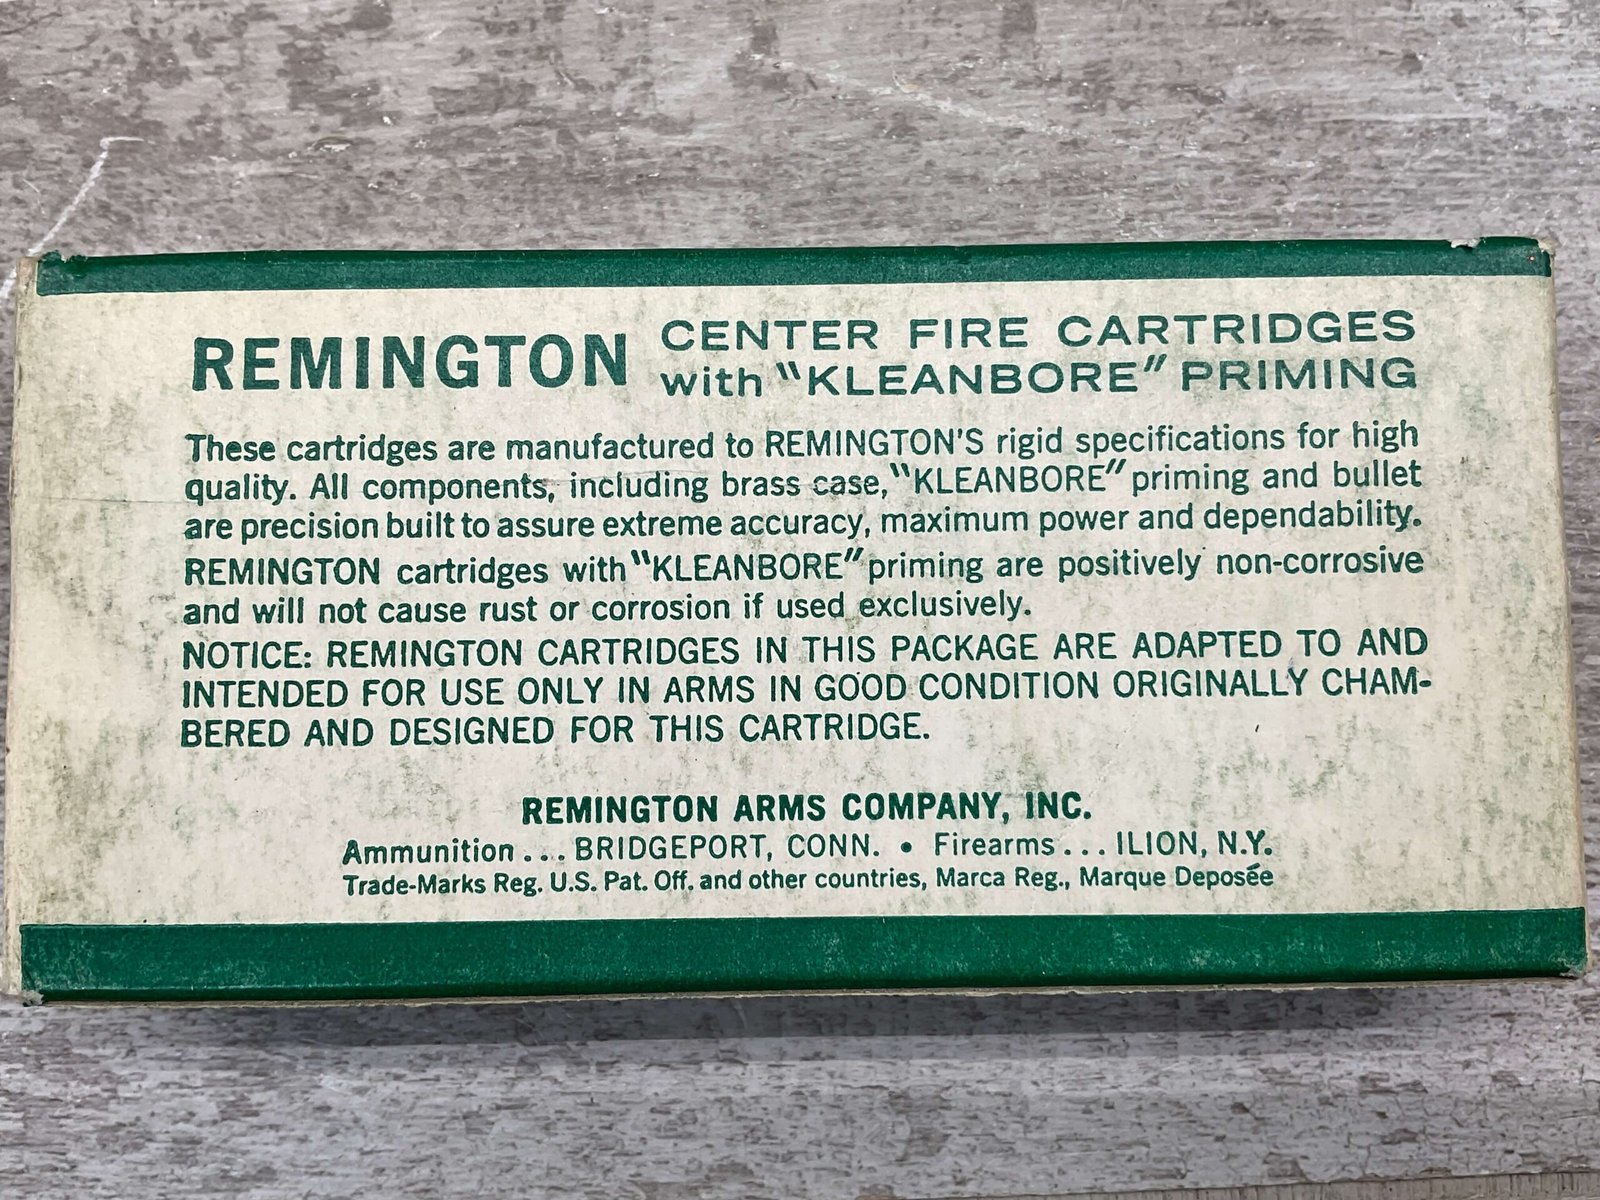 REMINGTON CENTER FIRE CARTRIDGES
with "KLEANBORE" PRIMING
These cartridges are manufactured to REMINGTON'S rigid specifications for high
quality. All components, including brass case, "KLEANBORE" priming and bullet
are precision built to assure extreme accuracy, maximum power and dependability.
REMINGTON cartridges with "KLEANBORE" priming are positively non-corrosive
and will not cause rust or corrosion if used exclusively.
NOTICE: REMINGTON CARTRIDGES IN THIS PACKAGE ARE ADAPTED TO AND
INTENDED FOR USE ONLY IN ARMS IN GOOD CONDITION ORIGINALLY CHAM-
BERED AND DESIGNED FOR THIS CARTRIDGE.
REMINGTON ARMS COMPANY, INC.
Ammunition . . . BRIDGEPORT, CONN. • Firearms . . . ILION, N.Y.
Trade-Marks Reg. U.S. Pat. Off. and other countries, Marca Reg., Marque Deposée